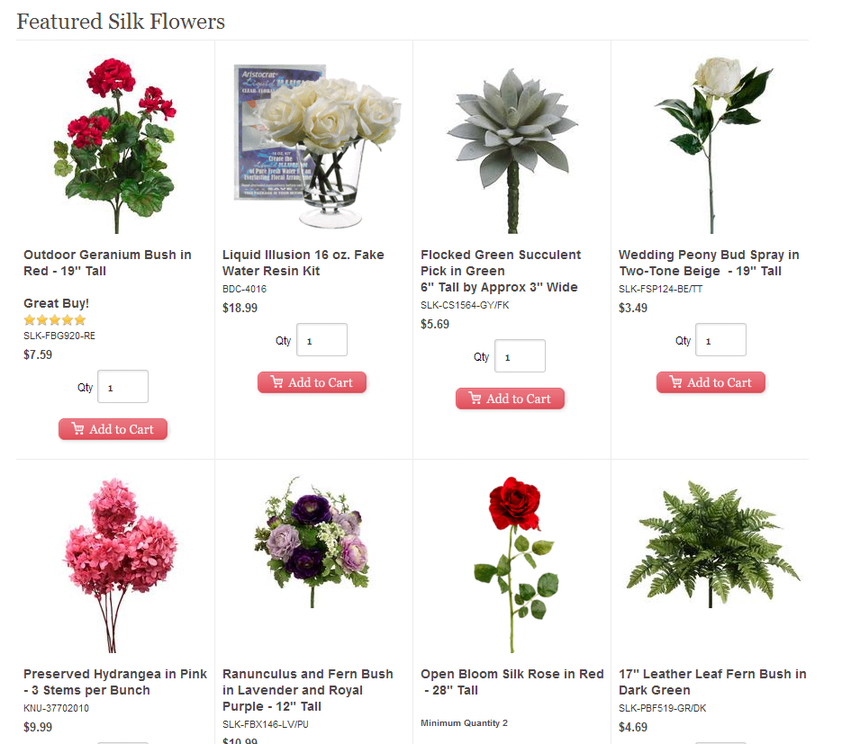 Featured Silk Flowers
Aristocrat
Liquid ILLUSION
Outdoor Geranium Bush in
Red - 19" Tall
Great Buy!
SLK-FBG920-RE
$7.59
Qty 1
Add to Cart
Liquid Illusion 16 oz. Fake
Water Resin Kit
BDC-4016
$18.99
Qty 1
Add to Cart
Flocked Green Succulent
Pick in Green
6" Tall by Approx 3" Wide
SLK-CS1564-GY/FK
$5.69
Qty 1
Add to Cart
Wedding Peony Bud Spray in
Two-Tone Beige - 19" Tall
SLK-FSP124-BE/TT
$3.49
Qty 1
Add to Cart
Preserved Hydrangea in Pink
- 3 Stems per Bunch
KNU-37702010
$9.99
Ranunculus and Fern Bush
in Lavender and Royal
Purple - 12" Tall
SLK-FBX146-LV/PU
$10.99
Open Bloom Silk Rose in Red
- 28" Tall
Minimum Quantity 2
17" Leather Leaf Fern Bush in
Dark Green
SLK-PBF519-GR/DK
$4.69